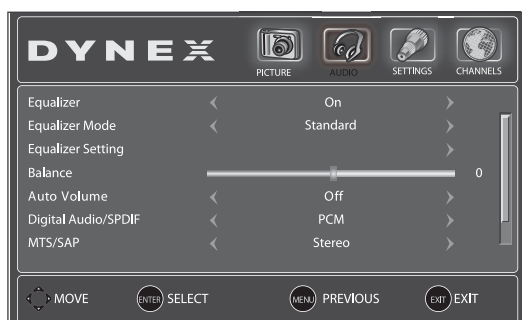 DYNEX
PICTURE AUDIO SETTINGS CHANNELS
Equalizer On
Equalizer Mode Standard
Equalizer Setting
Balance 0
Auto Volume Off
Digital Audio/SPDIF PCM
MTS/SAP Stereo
MOVE ENTER SELECT MENU PREVIOUS EXIT EXIT